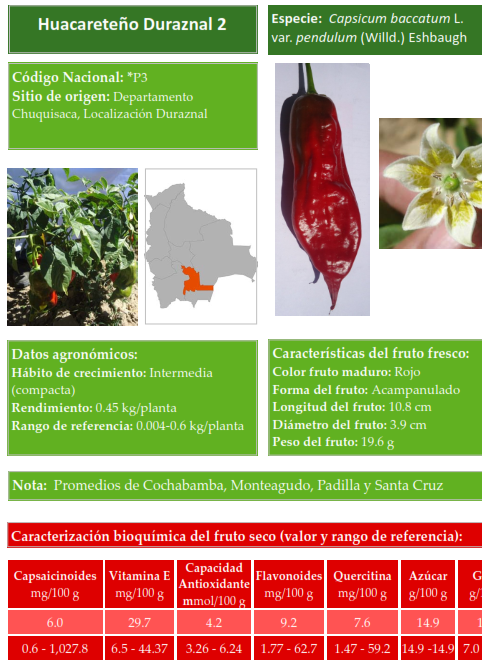 Huacareteño Duraznal 2
Especie: Capsicum baccatum L.
var. pendulum (Willd.) Eshbaugh
Código Nacional: *P3
Sitio de origen: Departamento
Chuquisaca, Localización Duraznal
Datos agronómicos:
Hábito de crecimiento: Intermedia
(compacta)
Rendimiento: 0.45 kg/planta
Rango de referencia: 0.004-0.6 kg/planta
Características del fruto fresco:
Color fruto maduro: Rojo
Forma del fruto: Acampanulado
Longitud del fruto: 10.8 cm
Diámetro del fruto: 3.9 cm
Peso del fruto: 19.6 g
Nota: Promedios de Cochabamba, Monteagudo, Padilla y Santa Cruz
Caracterización bioquímica del fruto seco (valor y rango de referencia):
Capsaicinoides mg/100 g Vitamina E mg/100 g Capacidad Antioxidante mmol/100 g Flavonoides mg/100 g Quercitina mg/100 g Azúcar g/100 g
6.0 29.7 4.2 9.2 7.6 14.9
0.6 - 1,027.8 6.5 - 44.37 3.26 - 6.24 1.77 - 62.7 1.47 - 59.2 14.9 -14.9 7.0